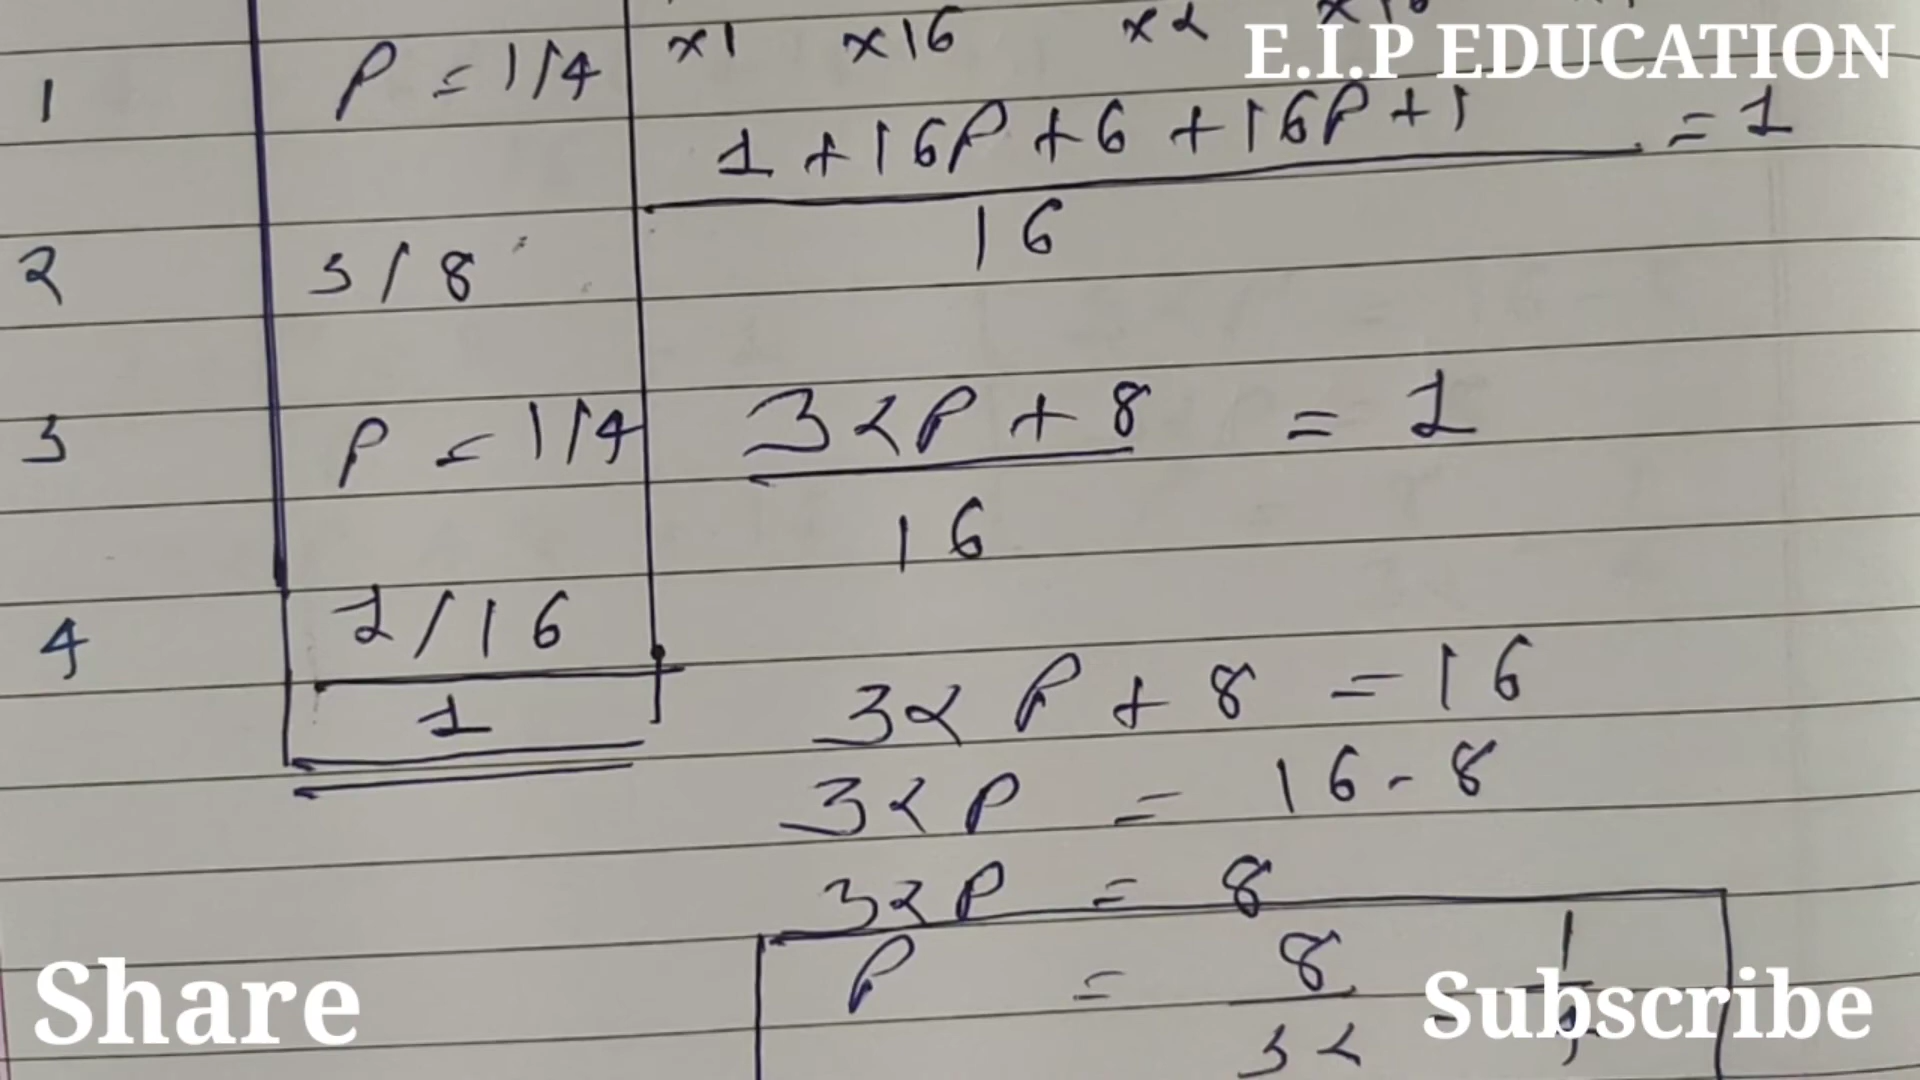 ×1 ×16 ×2
E.I.P EDUCATION
1 P = 1/4
1 + 16P + 6 + 16P + 1 = 1
16
2 3/8
3 P = 1/4
32P + 8 = 1
16
4 1/16
1
32P + 8 = 16
32P = 16 - 8
32P = 8
P = 8 1
32
Share
Subscribe